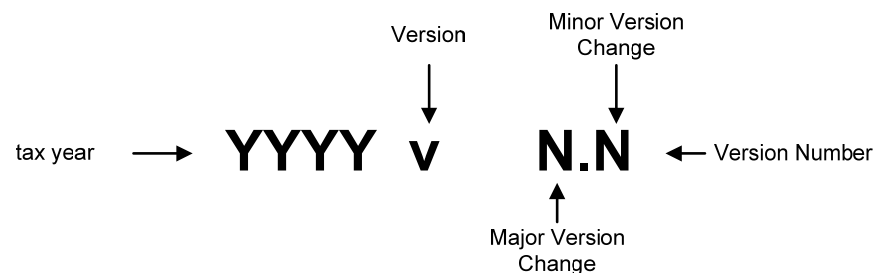 Minor Version
Change
Version
tax year YYYY v N.N Version Number
Major Version
Change